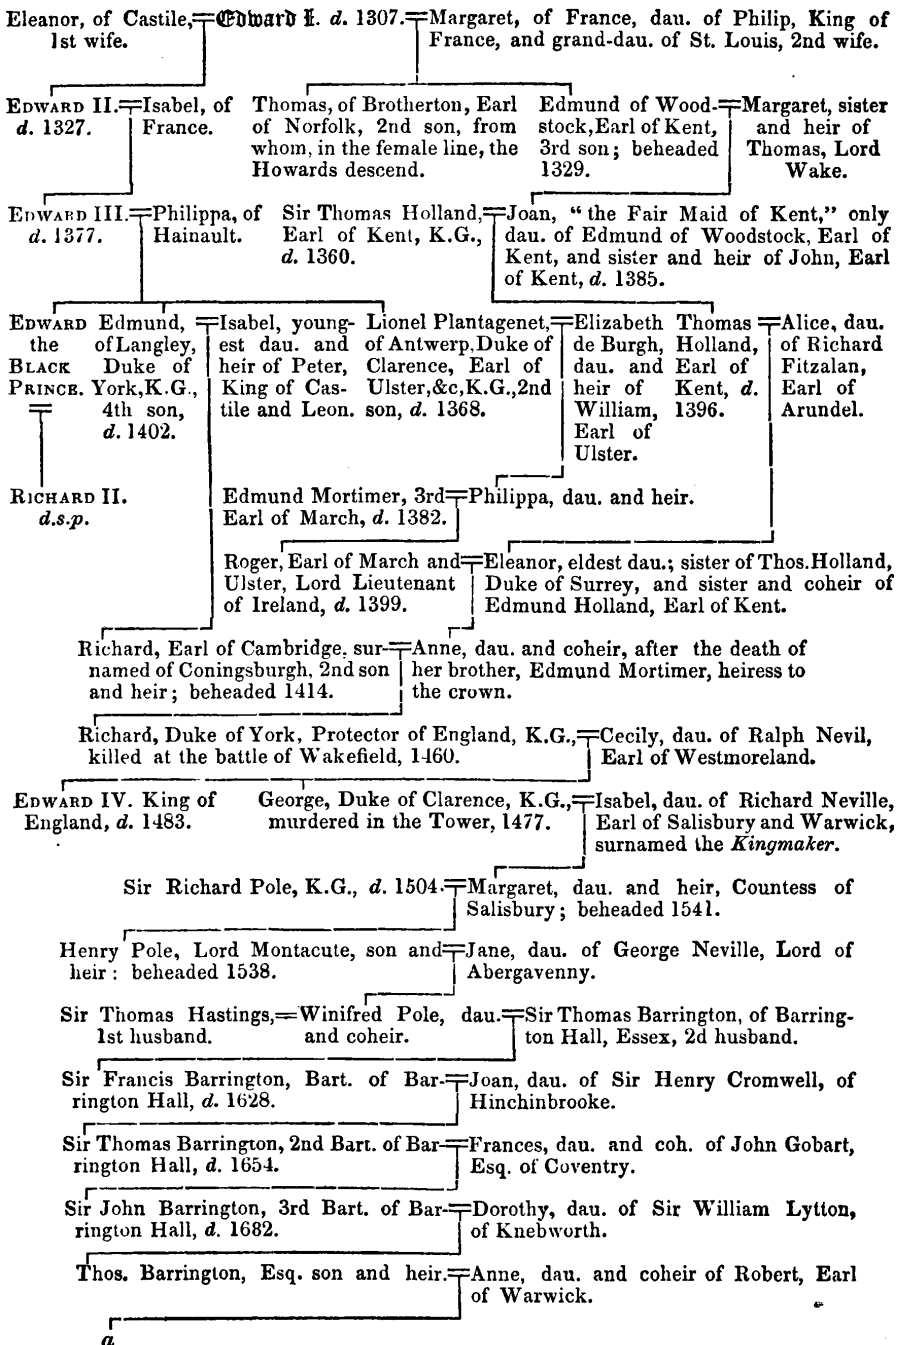 Eleanor, of Castile,
1st wife.
Edward I. d. 1307.
Margaret, of France, dau. of Philip, King of
France, and grand-dau. of St. Louis, 2nd wife.
EDWARD II.
d. 1327.
Isabel, of
France.
Thomas, of Brotherton, Earl
of Norfolk, 2nd son, from
whom, in the female line, the
Howards descend.
Edmund of Wood-
stock, Earl of Kent,
3rd son; beheaded
1329.
Margaret, sister
and heir of
Thomas, Lord
Wake.
EDWARD III.
d. 1377.
Philippa, of
Hainault.
Sir Thomas Holland,
Earl of Kent, K.G.,
d. 1360.
Joan, "the Fair Maid of Kent," only
dau. of Edmund of Woodstock, Earl of
Kent, and sister and heir of John, Earl
of Kent, d. 1385.
EDWARD
the
BLACK
PRINCE.
Edmund,
of Langley,
Duke of
York, K.G.,
4th son,
d. 1402.
Isabel, young-
est dau. and
heir of Peter,
King of Cas-
tile and Leon.
Lionel Plantagenet,
of Antwerp, Duke of
Clarence, Earl of
Ulster, &c, K.G., 2nd
son, d. 1368.
Elizabeth
de Burgh,
dau. and
heir of
William,
Earl of
Ulster.
Thomas
Holland,
Earl of
Kent, d.
1396.
Alice, dau.
of Richard
Fitzalan,
Earl of
Arundel.
RICHARD II.
d.s.p.
Edmund Mortimer, 3rd
Earl of March, d. 1382.
Philippa, dau. and heir.
Roger, Earl of March and
Ulster, Lord Lieutenant
of Ireland, d. 1399.
Eleanor, eldest dau.; sister of Thos. Holland,
Duke of Surrey, and sister and coheir of
Edmund Holland, Earl of Kent.
Richard, Earl of Cambridge, sur-
named of Coningsburgh, 2nd son
and heir; beheaded 1414.
Anne, dau. and coheir, after the death of
her brother, Edmund Mortimer, heiress to
the crown.
Richard, Duke of York, Protector of England, K.G.,
killed at the battle of Wakefield, 1460.
Cecily, dau. of Ralph Nevil,
Earl of Westmoreland.
EDWARD IV. King of
England, d. 1483.
George, Duke of Clarence, K.G.,
murdered in the Tower, 1477.
Isabel, dau. of Richard Neville,
Earl of Salisbury and Warwick,
surnamed the Kingmaker.
Sir Richard Pole, K.G., d. 1504.
Margaret, dau. and heir, Countess of
Salisbury; beheaded 1541.
Henry Pole, Lord Montacute, son and
heir: beheaded 1538.
Jane, dau. of George Neville, Lord of
Abergavenny.
Sir Thomas Hastings,
1st husband.
Winifred Pole, dau.
and coheir.
Sir Thomas Barrington, of Barring-
ton Hall, Essex, 2d husband.
Sir Francis Barrington, Bart. of Bar-
rington Hall, d. 1628.
Joan, dau. of Sir Henry Cromwell, of
Hinchinbrooke.
Sir Thomas Barrington, 2nd Bart. of Bar-
rington Hall, d. 1654.
Frances, dau. and coh. of John Gobart,
Esq. of Coventry.
Sir John Barrington, 3rd Bart. of Bar-
rington Hall, d. 1682.
Dorothy, dau. of Sir William Lytton,
of Knebworth.
Thos. Barrington, Esq. son and heir.
Anne, dau. and coheir of Robert, Earl
of Warwick.
a